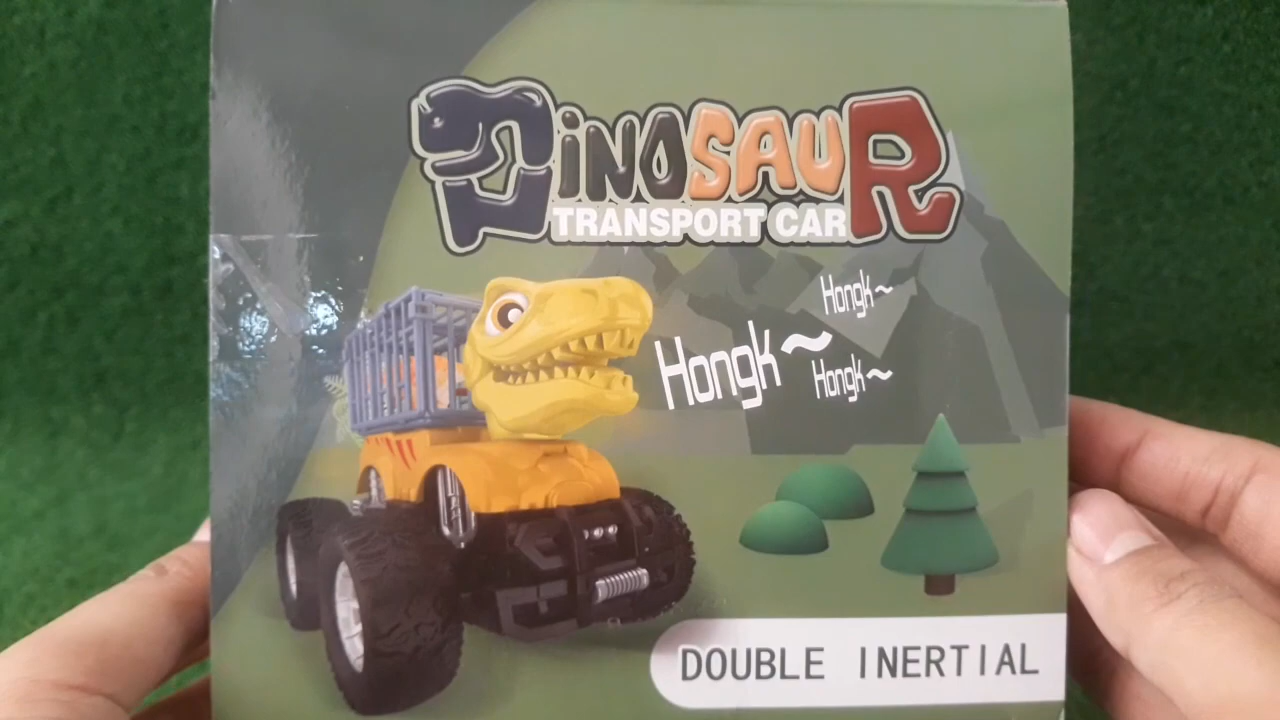 DiNOSAUR
TRANSPORT CAR
Hongk~
Hongk~
Hongk~
DOUBLE INERTIAL